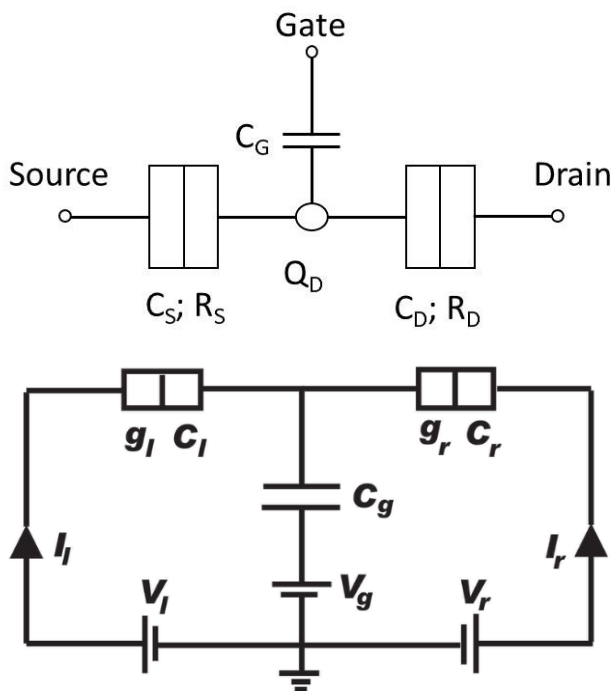 Gate
C_G
Source
Drain
Q_D
C_S; R_S
C_D; R_D
g_l C_l
g_r C_r
C_g
I_l
I_r
V_l
V_g
V_r